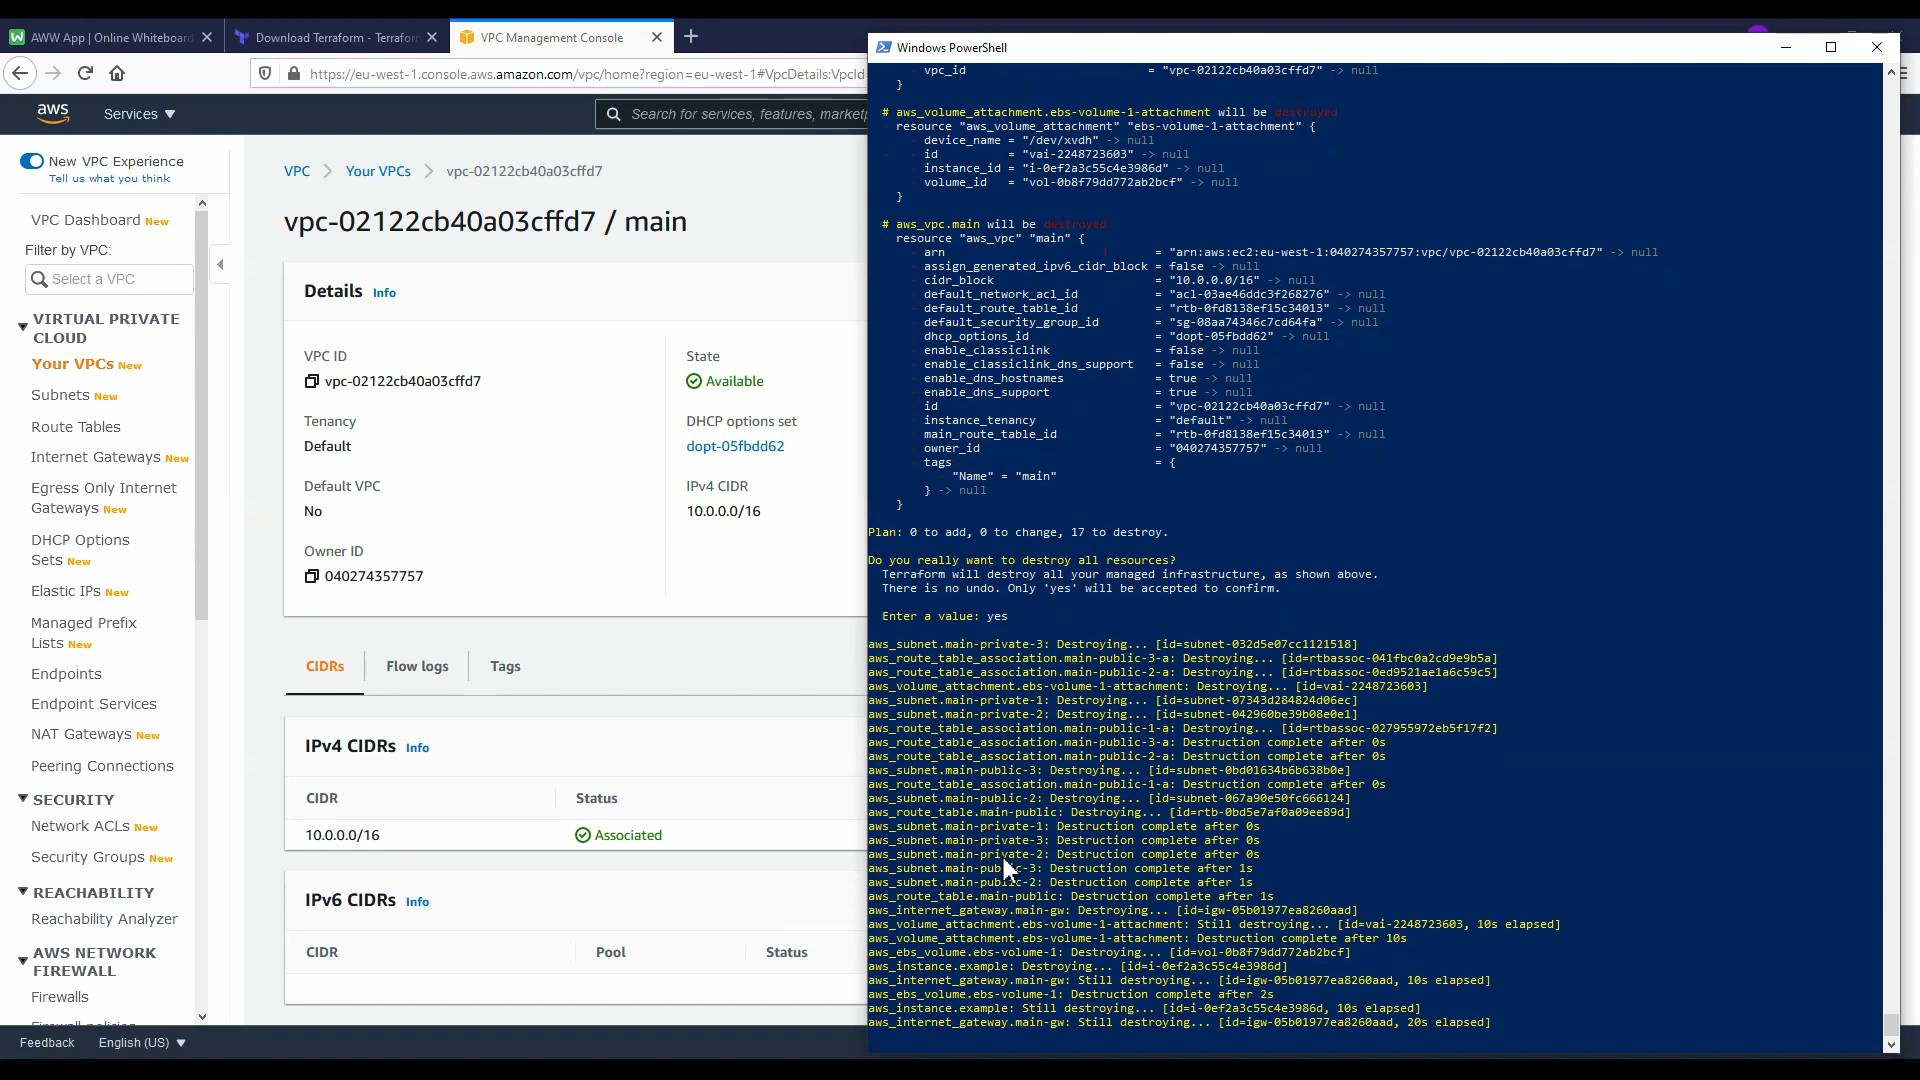 AWW App | Online Whiteboard
Download Terraform - Terrafor
VPC Management Console
https://eu-west-1.console.aws.amazon.com/vpc/home?region=eu-west-1#VpcDetails:VpcId
aws
Services
Search for services, features, marketp
New VPC Experience
Tell us what you think
VPC Dashboard New
Filter by VPC:
Select a VPC
VIRTUAL PRIVATE
CLOUD
Your VPCs New
Subnets New
Route Tables
Internet Gateways New
Egress Only Internet
Gateways New
DHCP Options
Sets New
Elastic IPs New
Managed Prefix
Lists New
Endpoints
Endpoint Services
NAT Gateways New
Peering Connections
SECURITY
Network ACLs New
Security Groups New
REACHABILITY
Reachability Analyzer
AWS NETWORK
FIREWALL
Firewalls
Firewall policies
Feedback English (US)
VPC Your VPCs vpc-02122cb40a03cffd7
vpc-02122cb40a03cffd7 / main
Details Info
VPC ID
vpc-02122cb40a03cffd7
State
Available
Tenancy
Default
DHCP options set
dopt-05fbdd62
Default VPC
No
IPv4 CIDR
10.0.0.0/16
Owner ID
040274357757
CIDRs Flow logs Tags
IPv4 CIDRs Info
CIDR Status
10.0.0.0/16 Associated
IPv6 CIDRs Info
CIDR Pool Status
Windows PowerShell
vpc_id = "vpc-02122cb40a03cffd7" -> null
}
# aws_volume_attachment.ebs-volume-1-attachment will be destroyed
- resource "aws_volume_attachment" "ebs-volume-1-attachment" {
- device_name = "/dev/xvdh" -> null
- id = "vai-2248723603" -> null
- instance_id = "i-0ef2a3c55c4e3986d" -> null
- volume_id = "vol-0b8f79dd772ab2bcf" -> null
}
# aws_vpc.main will be destroyed
- resource "aws_vpc" "main" {
- arn = "arn:aws:ec2:eu-west-1:040274357757:vpc/vpc-02122cb40a03cffd7" -> null
- assign_generated_ipv6_cidr_block = false -> null
- cidr_block = "10.0.0.0/16" -> null
- default_network_acl_id = "acl-03ae46ddc3f268276" -> null
- default_route_table_id = "rtb-0fd8138ef15c34013" -> null
- default_security_group_id = "sg-08aa74346c7cd64fa" -> null
- dhcp_options_id = "dopt-05fbdd62" -> null
- enable_classiclink = false -> null
- enable_classiclink_dns_support = false -> null
- enable_dns_hostnames = true -> null
- enable_dns_support = true -> null
- id = "vpc-02122cb40a03cffd7" -> null
- instance_tenancy = "default" -> null
- main_route_table_id = "rtb-0fd8138ef15c34013" -> null
- owner_id = "040274357757" -> null
- tags = {
- "Name" = "main"
} -> null
}
Plan: 0 to add, 0 to change, 17 to destroy.
Do you really want to destroy all resources?
Terraform will destroy all your managed infrastructure, as shown above.
There is no undo. Only 'yes' will be accepted to confirm.
Enter a value: yes
aws_subnet.main-private-3: Destroying... [id=subnet-032d5e07cc1121518]
aws_route_table_association.main-public-3-a: Destroying... [id=rtbassoc-041fbc0a2cd9e9b5a]
aws_route_table_association.main-public-2-a: Destroying... [id=rtbassoc-0ed9521ae1a6c59c5]
aws_volume_attachment.ebs-volume-1-attachment: Destroying... [id=vai-2248723603]
aws_subnet.main-private-1: Destroying... [id=subnet-07343d284824d06ec]
aws_subnet.main-private-2: Destroying... [id=subnet-042960be39b08e0e1]
aws_route_table_association.main-public-1-a: Destroying... [id=rtbassoc-027955972eb5f17f2]
aws_route_table_association.main-public-3-a: Destruction complete after 0s
aws_route_table_association.main-public-2-a: Destruction complete after 0s
aws_subnet.main-public-3: Destroying... [id=subnet-0bd01634b6b638b0e]
aws_route_table_association.main-public-1-a: Destruction complete after 0s
aws_subnet.main-public-2: Destroying... [id=subnet-067a90e50fc666124]
aws_route_table.main-public: Destroying... [id=rtb-0bd5e7af0a09ee89d]
aws_subnet.main-private-1: Destruction complete after 0s
aws_subnet.main-private-3: Destruction complete after 0s
aws_subnet.main-private-2: Destruction complete after 0s
aws_subnet.main-public-3: Destruction complete after 1s
aws_subnet.main-public-2: Destruction complete after 1s
aws_route_table.main-public: Destruction complete after 1s
aws_internet_gateway.main-gw: Destroying... [id=igw-05b01977ea8260aad]
aws_volume_attachment.ebs-volume-1-attachment: Still destroying... [id=vai-2248723603, 10s elapsed]
aws_volume_attachment.ebs-volume-1-attachment: Destruction complete after 10s
aws_ebs_volume.ebs-volume-1: Destroying... [id=vol-0b8f79dd772ab2bcf]
aws_instance.example: Destroying... [id=i-0ef2a3c55c4e3986d]
aws_internet_gateway.main-gw: Still destroying... [id=igw-05b01977ea8260aad, 10s elapsed]
aws_ebs_volume.ebs-volume-1: Destruction complete after 2s
aws_instance.example: Still destroying... [id=i-0ef2a3c55c4e3986d, 10s elapsed]
aws_internet_gateway.main-gw: Still destroying... [id=igw-05b01977ea8260aad, 20s elapsed]